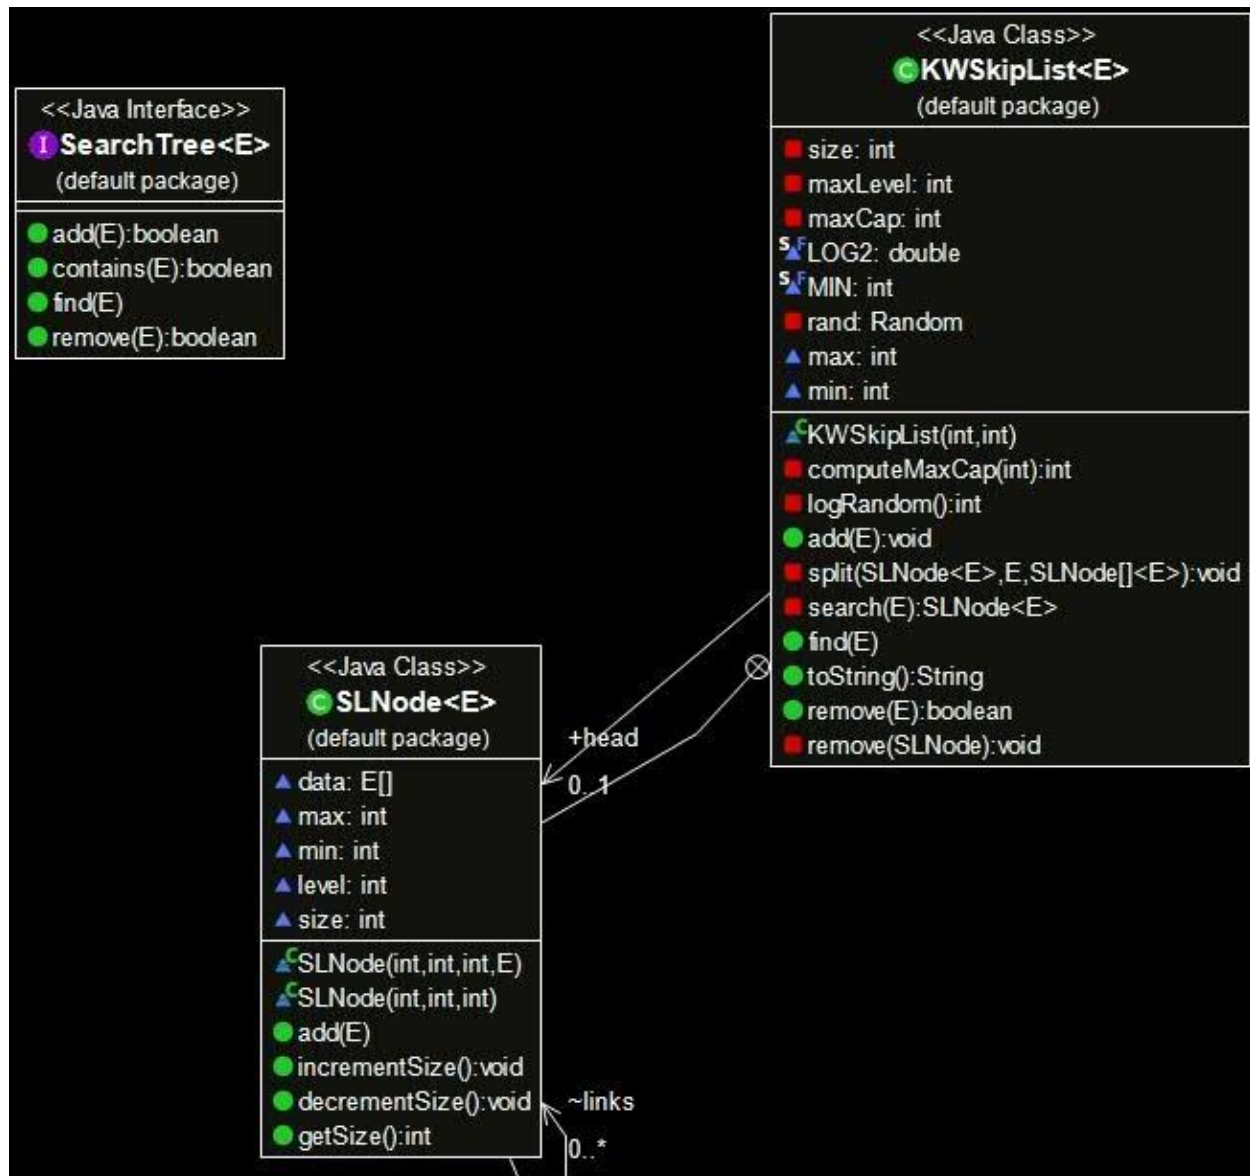 <<Java Interface>>
I SearchTree<E>
(default package)
add(E):boolean
contains(E):boolean
find(E)
remove(E):boolean
<<Java Class>>
C KWSkipList<E>
(default package)
size: int
maxLevel: int
maxCap: int
S F LOG2: double
S F MIN: int
rand: Random
max: int
min: int
C KWSkipList(int,int)
computeMaxCap(int):int
logRandom():int
add(E):void
split(SLNode<E>,E,SLNode[]<E>):void
search(E):SLNode<E>
find(E)
toString():String
remove(E):boolean
remove(SLNode):void
<<Java Class>>
C SLNode<E>
(default package)
data: E[]
max: int
min: int
level: int
size: int
C SLNode(int,int,int,E)
C SLNode(int,int,int)
add(E)
incrementSize():void
decrementSize():void
getSize():int
+head
0..1
~links
0..*